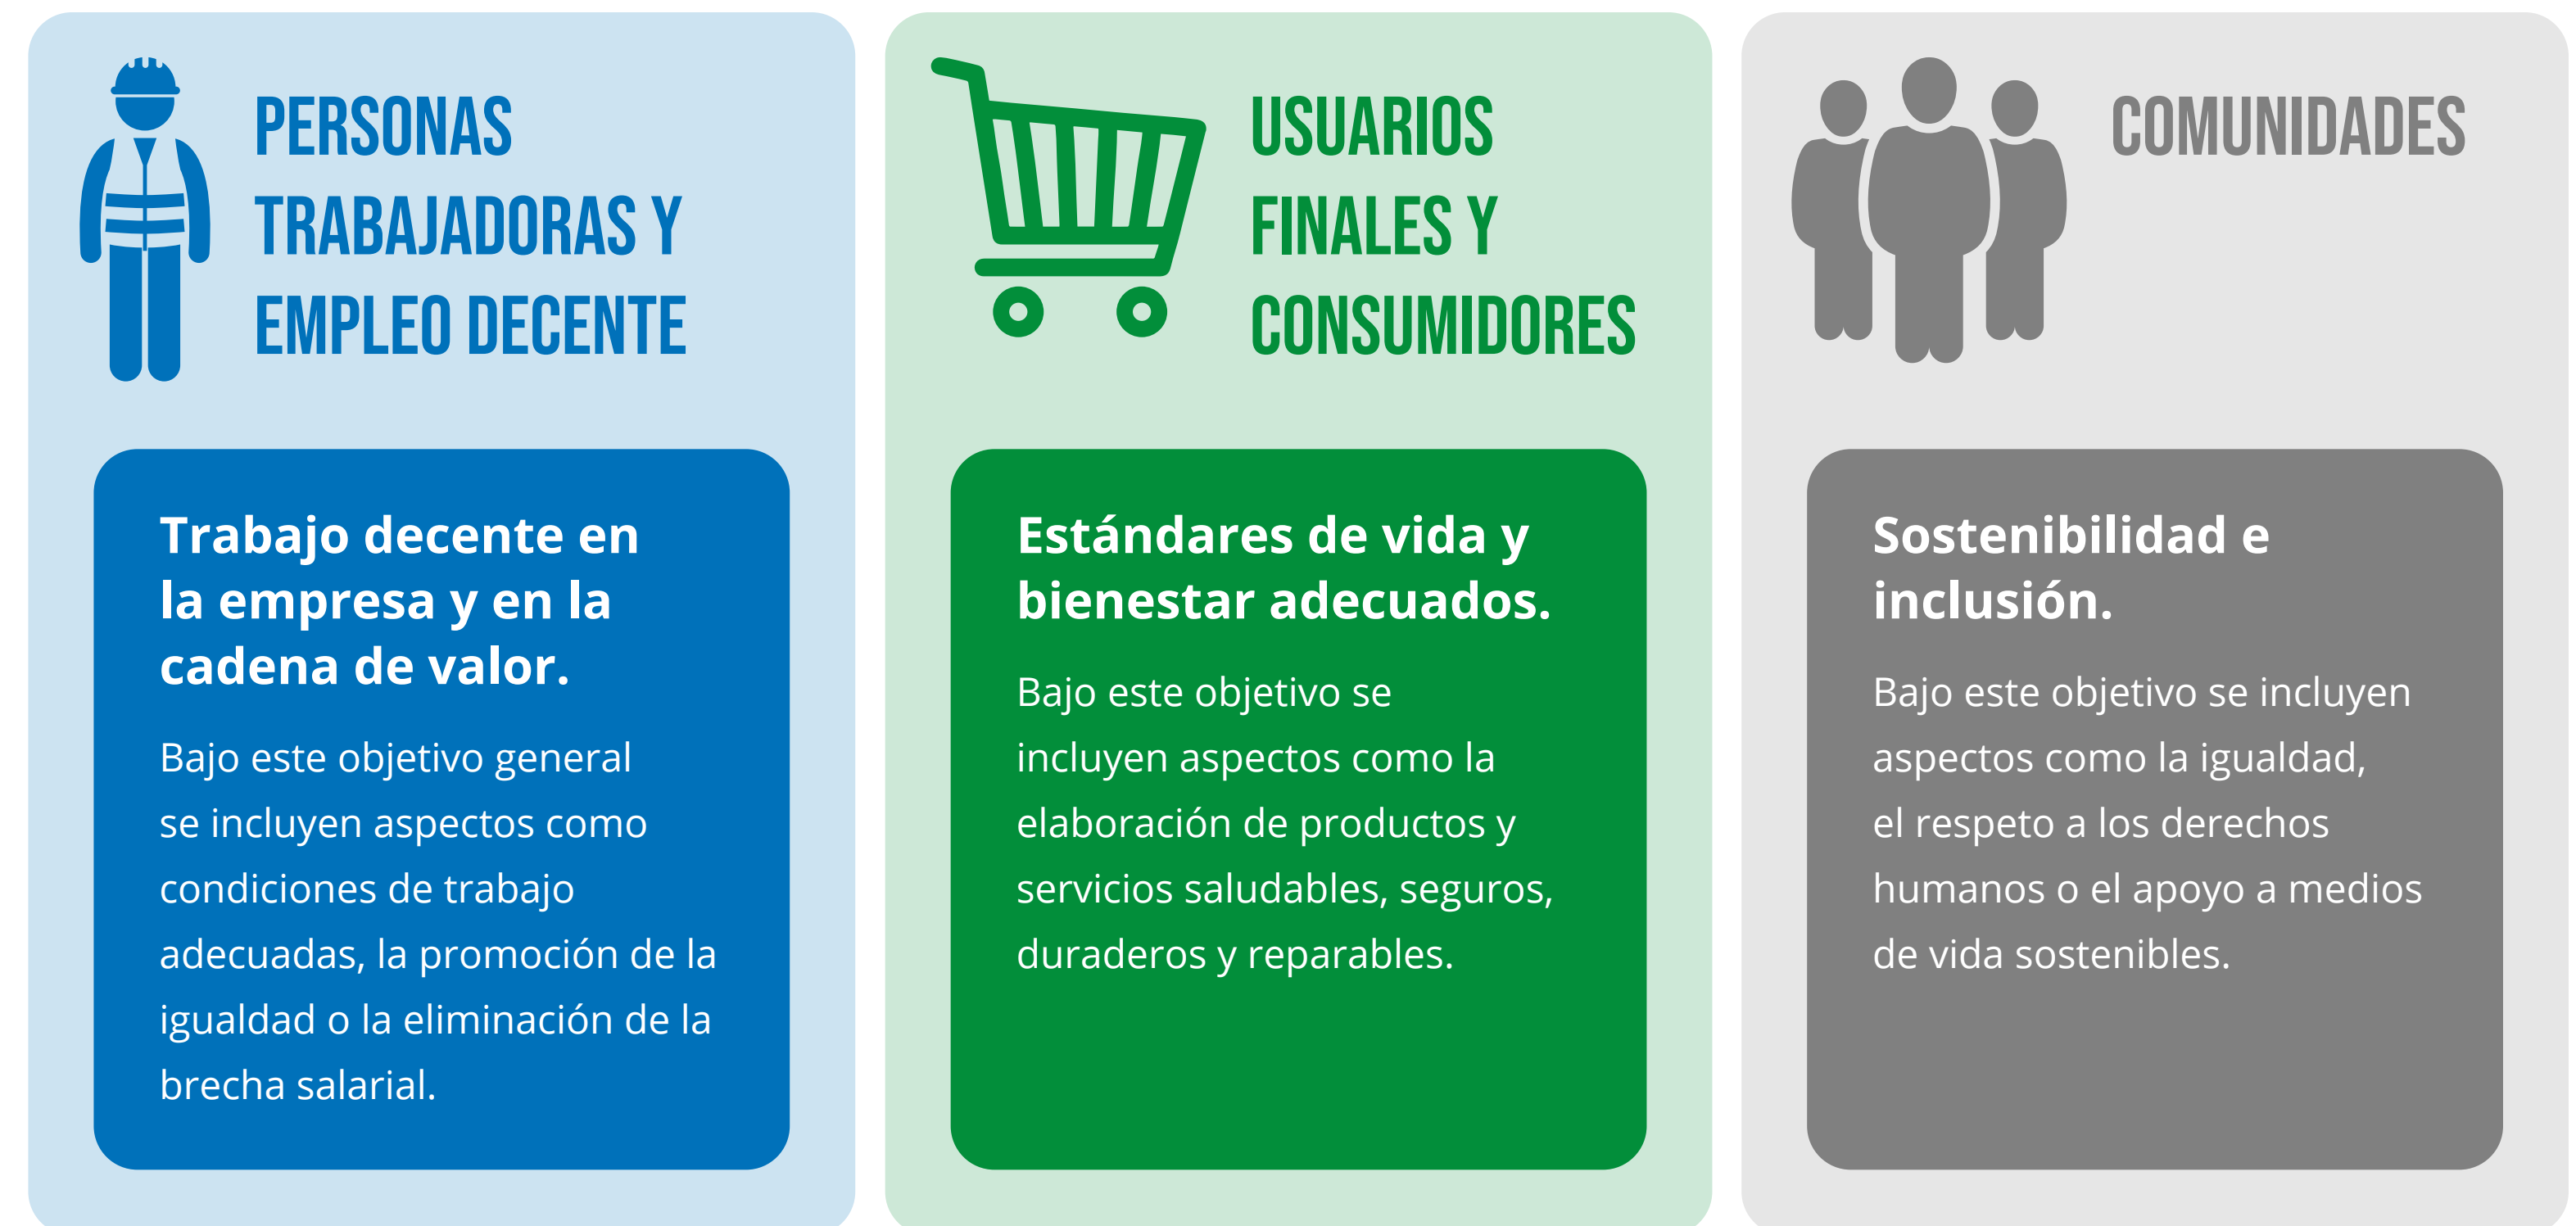 PERSONAS
TRABAJADORAS Y
EMPLEO DECENTE
Trabajo decente en
la empresa y en la
cadena de valor.
Bajo este objetivo general
se incluyen aspectos como
condiciones de trabajo
adecuadas, la promoción de la
igualdad o la eliminación de la
brecha salarial.
USUARIOS
FINALES Y
CONSUMIDORES
Estándares de vida y
bienestar adecuados.
Bajo este objetivo se
incluyen aspectos como la
elaboración de productos y
servicios saludables, seguros,
duraderos y reparables.
COMUNIDADES
Sostenibilidad e
inclusión.
Bajo este objetivo se incluyen
aspectos como la igualdad,
el respeto a los derechos
humanos o el apoyo a medios
de vida sostenibles.